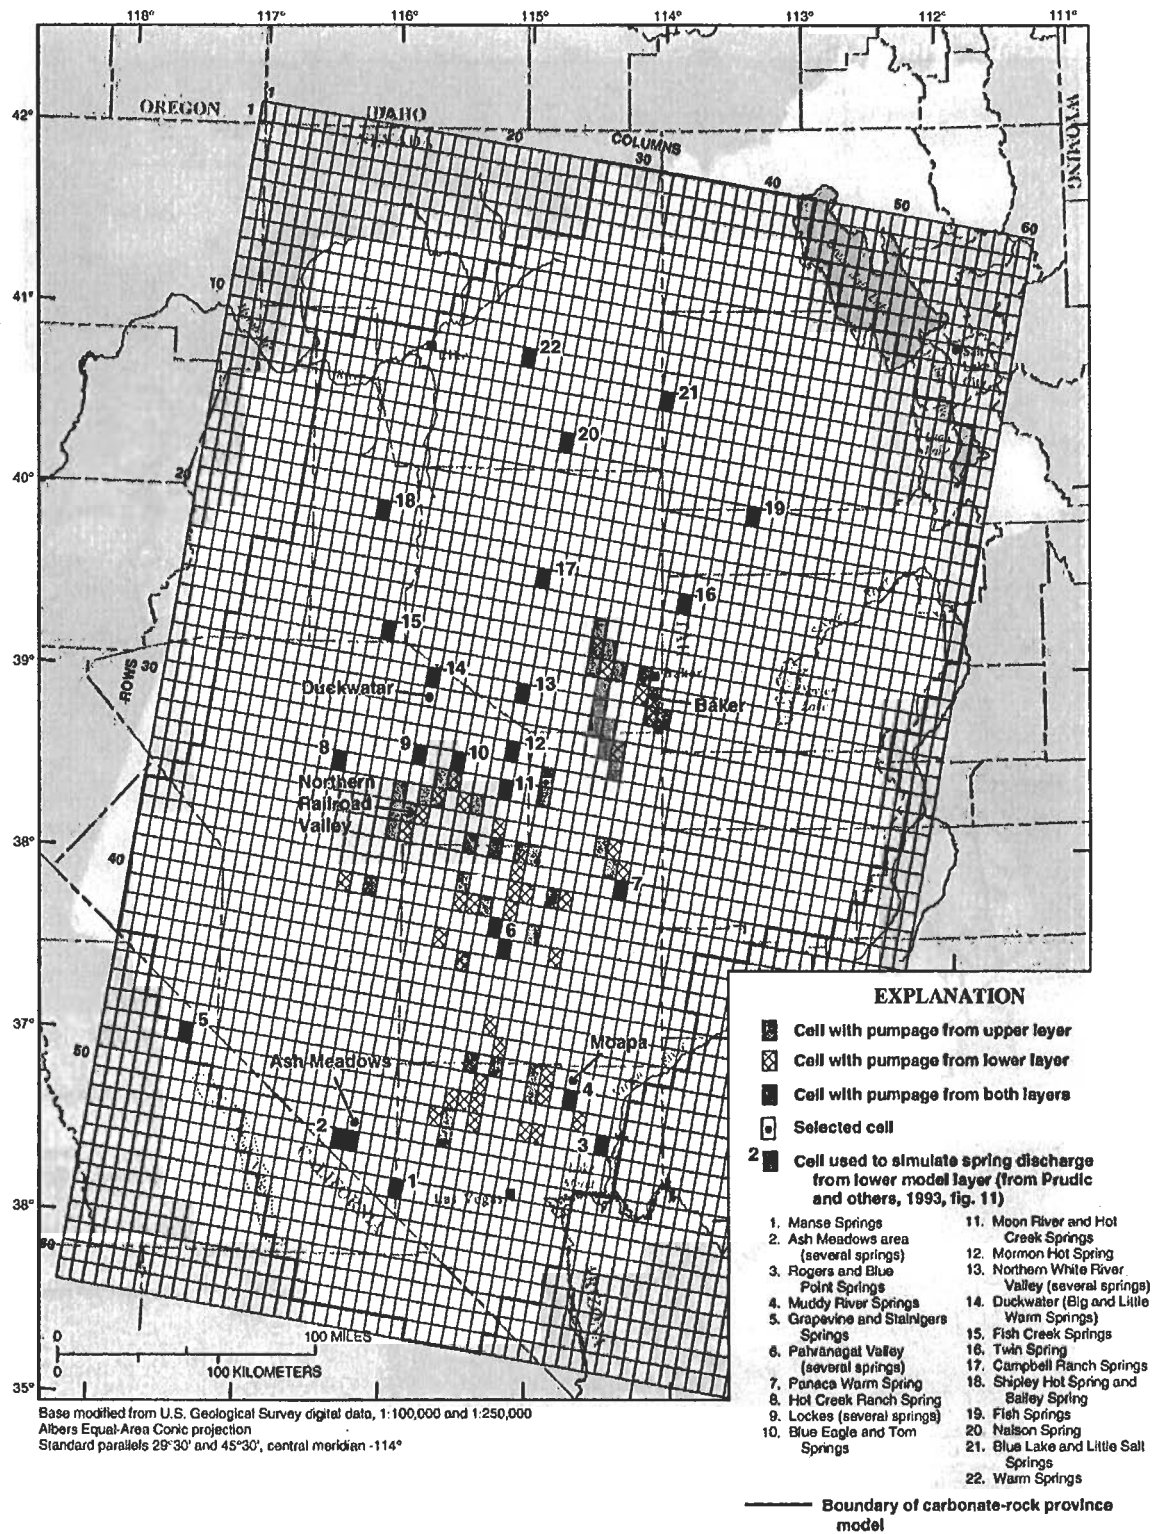 118° 117° 116° 115° 114° 113° 112° 111°
42°
41°
40°
39°
38°
37°
38°
35°
OREGON
IDAHO
WYOMING
1
1
20
COLUMNS
30
40
50
60
10
20
ROWS 30
40
50
60
22
21
20
18
19
17
16
15
14
Duckwatar
13
Baker
8
9
10
12
11
Northern
Railroad
Valley
7
6
5
Moapa
Ash Meadows
4
2
3
1
Las Vegas
CALIFORNIA
0 100 MILES
0 100 KILOMETERS
Base modified from U.S. Geological Survey digital data, 1:100,000 and 1:250,000
Albers Equal-Area Conic projection
Standard parallels 29°30' and 45°30', central meridian -114°
EXPLANATION
Cell with pumpage from upper layer
Cell with pumpage from lower layer
Cell with pumpage from both layers
Selected cell
2 Cell used to simulate spring discharge
from lower model layer (from Prudic
and others, 1993, fig. 11)
1. Manse Springs
2. Ash Meadows area
(several springs)
3. Rogers and Blue
Point Springs
4. Muddy River Springs
5. Grapevine and Stainigers
Springs
6. Pahranagat Valley
(several springs)
7. Panaca Warm Spring
8. Hot Creek Ranch Spring
9. Lockes (several springs)
10. Blue Eagle and Tom
Springs
11. Moon River and Hot
Creek Springs
12. Mormon Hot Spring
13. Northern White River
Valley (several springs)
14. Duckwater (Big and Little
Warm Springs)
15. Fish Creek Springs
16. Twin Spring
17. Campbell Ranch Springs
18. Shipley Hot Spring and
Bailey Spring
19. Fish Springs
20. Nelson Spring
21. Blue Lake and Little Salt
Springs
22. Warm Springs
Boundary of carbonate-rock province
model